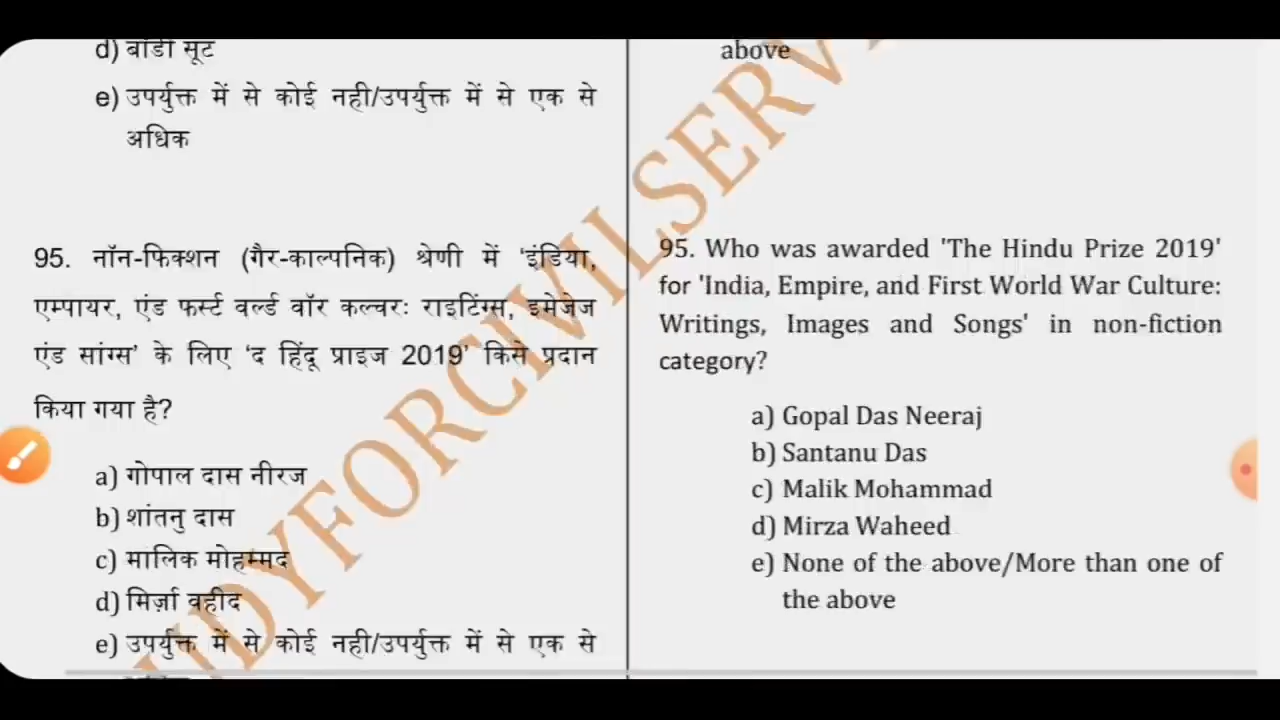 d) बॉडी सूट
e) उपर्युक्त में से कोई नही/उपर्युक्त में से एक से
अधिक
95. नॉन-फिक्शन (गैर-काल्पनिक) श्रेणी में 'इंडिया,
एम्पायर, एंड फर्स्ट वर्ल्ड वॉर कल्चरः राइटिंग्स, इमेजेज
एंड सांग्स' के लिए 'द हिंदू प्राइज 2019' किसे प्रदान
किया गया है?
a) गोपाल दास नीरज
b) शांतनु दास
c) मालिक मोहम्मद
d) मिर्ज़ा वहीद
e) उपर्युक्त में से कोई नही/उपर्युक्त में से एक से
above
95. Who was awarded 'The Hindu Prize 2019'
for 'India, Empire, and First World War Culture:
Writings, Images and Songs' in non-fiction
category?
a) Gopal Das Neeraj
b) Santanu Das
c) Malik Mohammad
d) Mirza Waheed
e) None of the above/More than one of
the above
UDYFORCIVILSERV